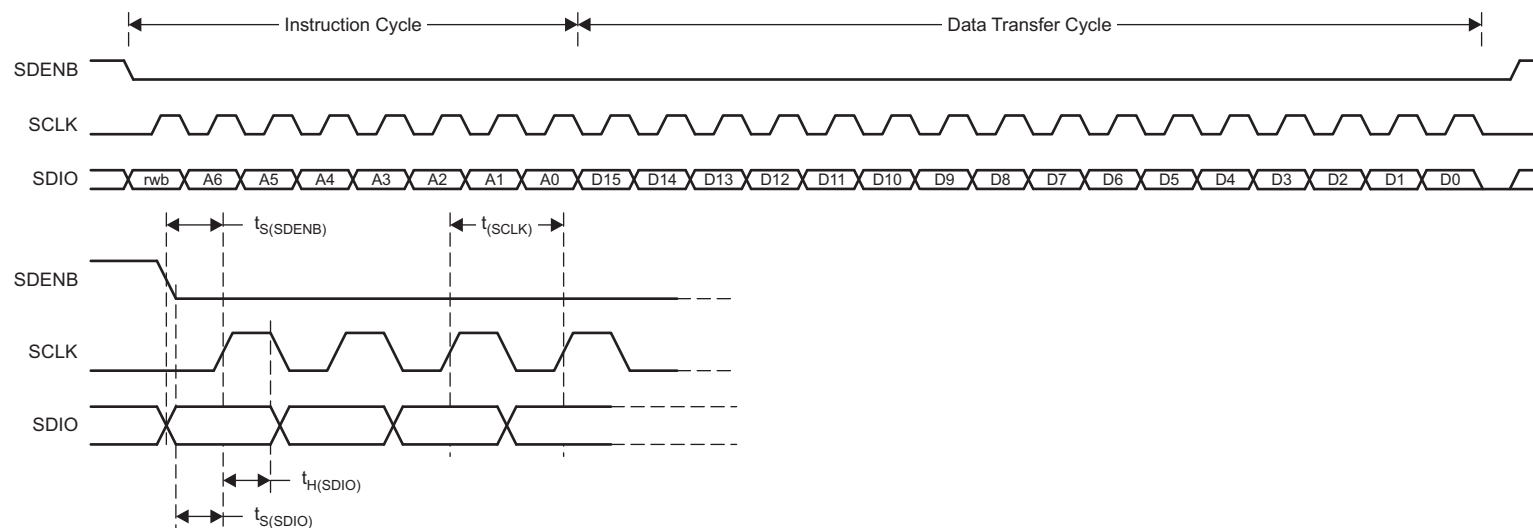 Instruction Cycle Data Transfer Cycle
SDENB
SCLK
SDIO rwb A6 A5 A4 A3 A2 A1 A0 D15 D14 D13 D12 D11 D10 D9 D8 D7 D6 D5 D4 D3 D2 D1 D0
tS(SDENB) t(SCLK)
SDENB
SCLK
SDIO
tH(SDIO)
tS(SDIO)